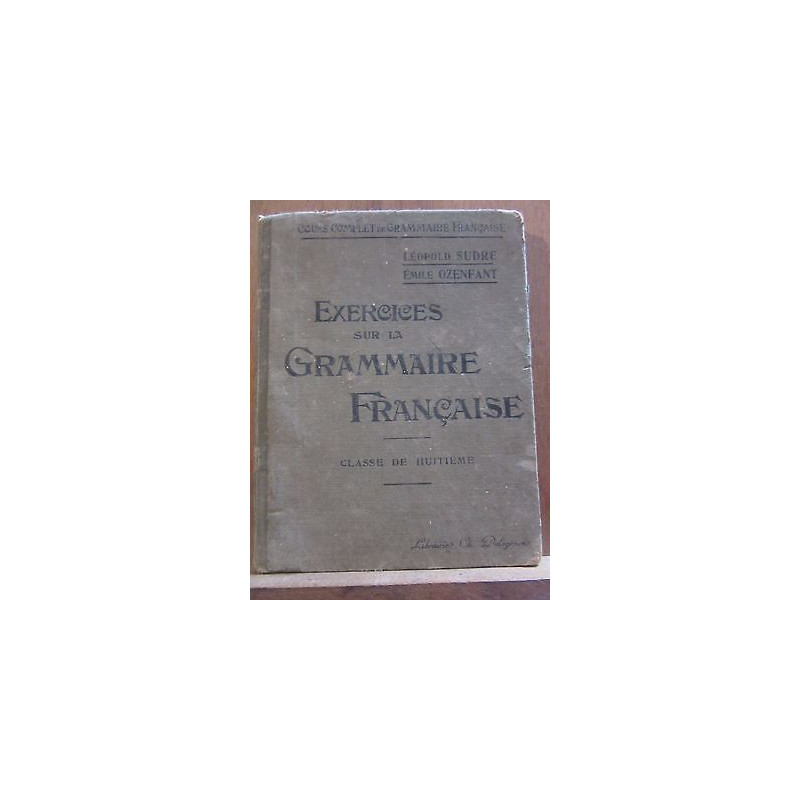 COURS COMPLET DE GRAMMAIRE FRANÇAISE
LÉOPOLD SUDRE
ÉMILE OZENFANT
EXERCICES
SUR LA
GRAMMAIRE
FRANÇAISE
CLASSE DE HUITIÈME
Librairie Ch. Delagrave